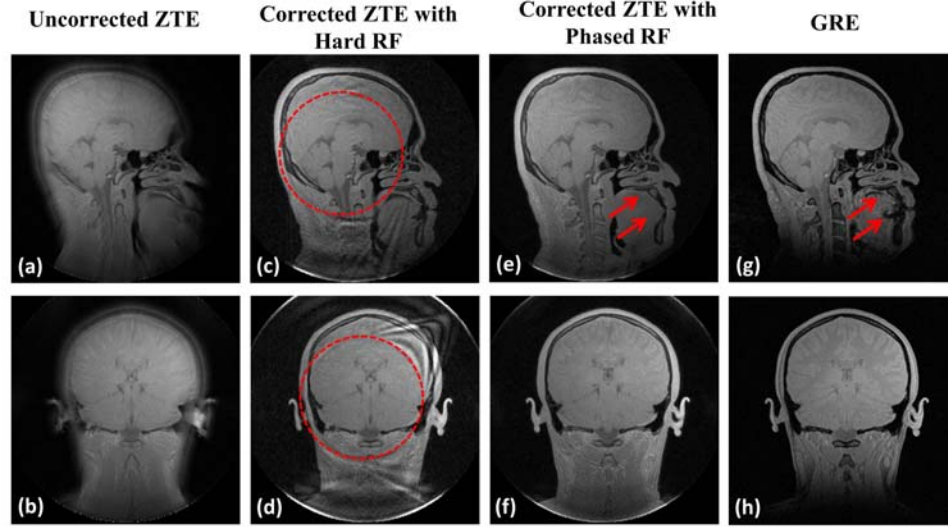 Uncorrected ZTE
Corrected ZTE with
Hard RF
Corrected ZTE with
Phased RF
GRE
(a)
(c)
(e)
(g)
(b)
(d)
(f)
(h)